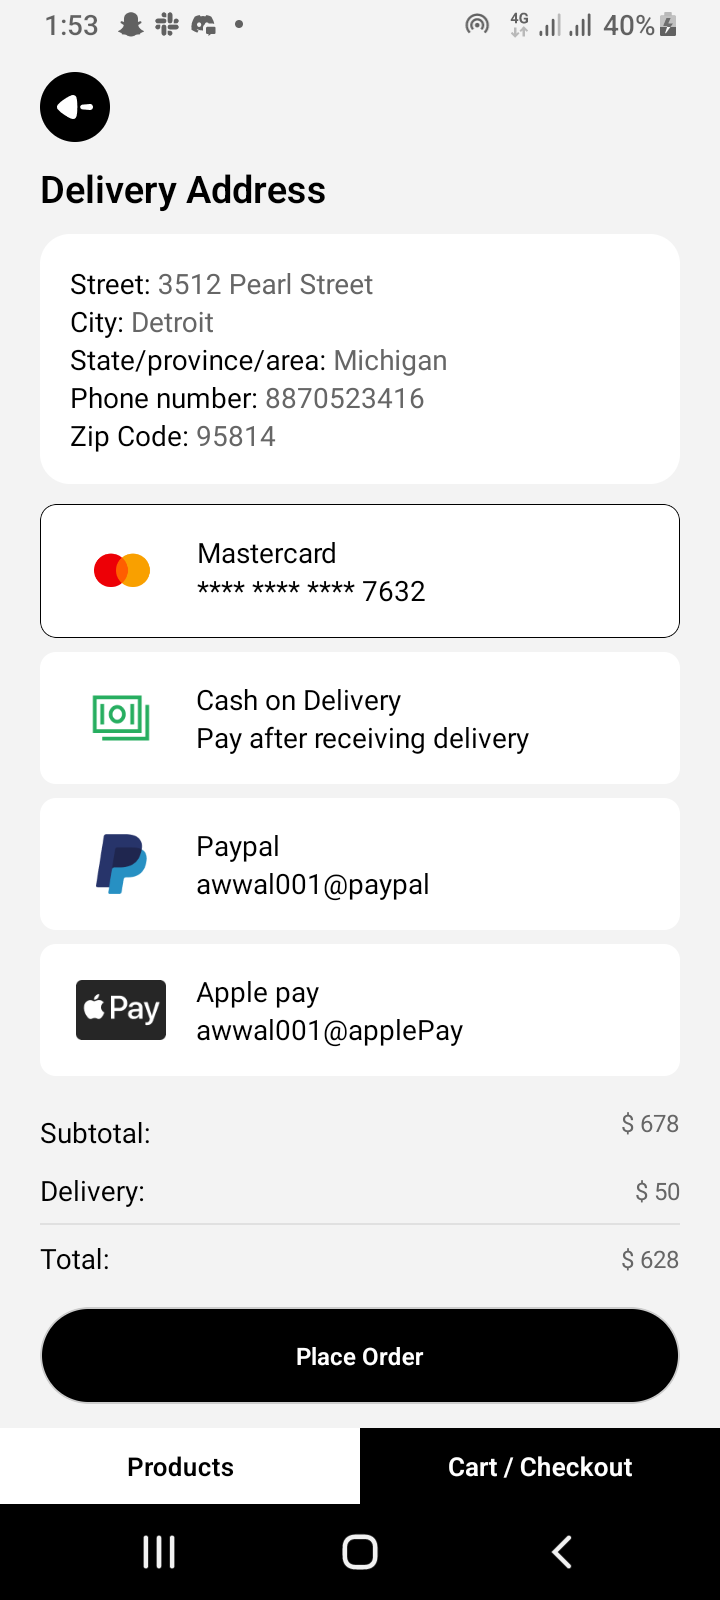 1:53 4G 40%
Delivery Address
Street: 3512 Pearl Street
City: Detroit
State/province/area: Michigan
Phone number: 8870523416
Zip Code: 95814
Mastercard
**** **** **** 7632
Cash on Delivery
Pay after receiving delivery
Paypal
awwal001@paypal
Pay
Apple pay
awwal001@applePay
Subtotal: $ 678
Delivery: $ 50
Total: $ 628
Place Order
Products Cart / Checkout